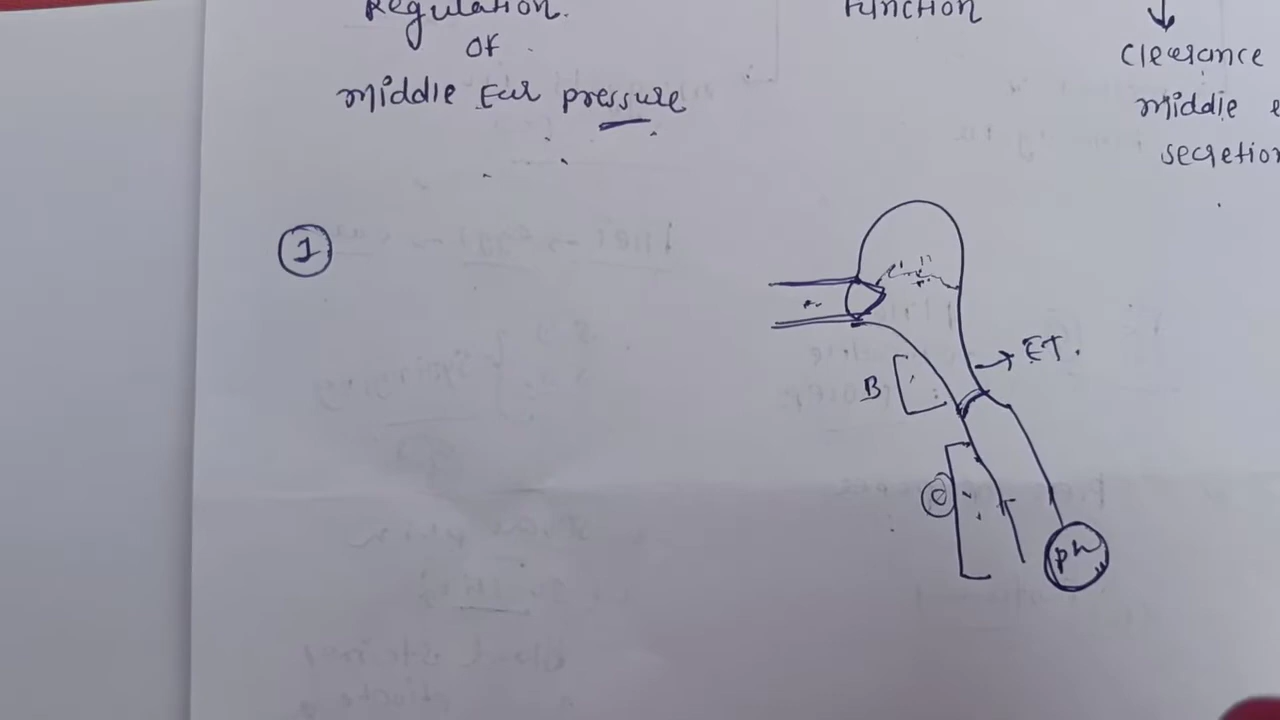 Regulation.
Of
middle Ear pressure
Function
↓
Clearance
middle e
secretion
1
→ ET.
B
C
ph